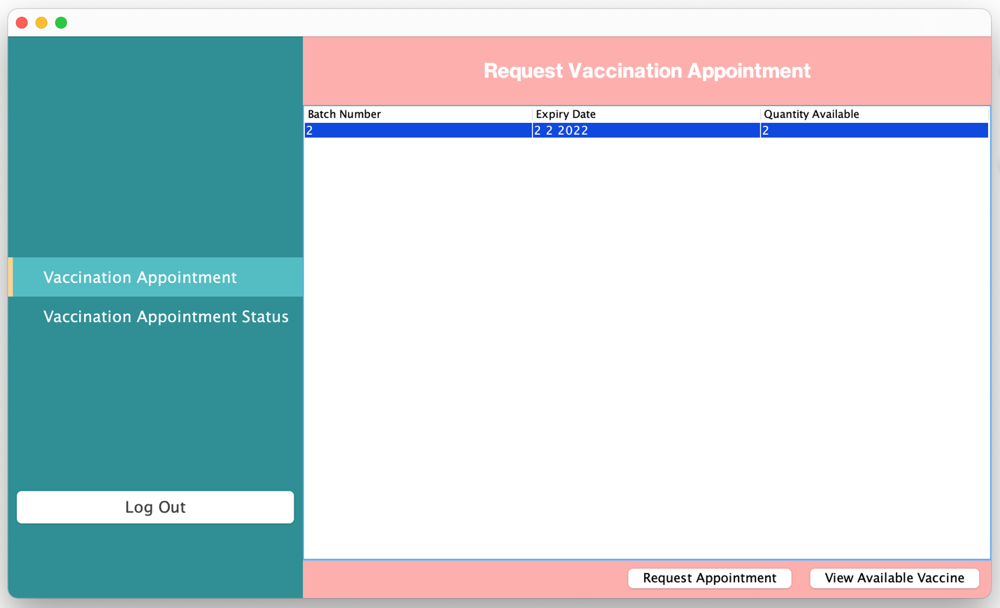 Request Vaccination Appointment
Batch Number Expiry Date Quantity Available
2 2 2 2022 2
Vaccination Appointment
Vaccination Appointment Status
Log Out
Request Appointment View Available Vaccine